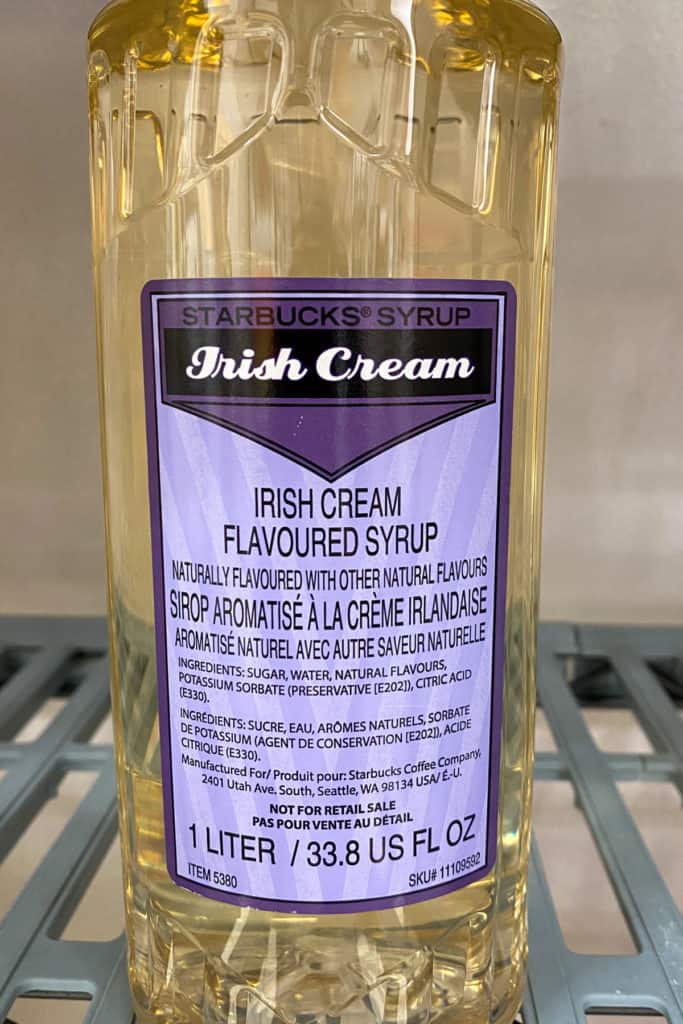 STARBUCKS® SYRUP
Irish Cream
IRISH CREAM
FLAVOURED SYRUP
NATURALLY FLAVOURED WITH OTHER NATURAL FLAVOURS
SIROP AROMATISÉ À LA CRÈME IRLANDAISE
AROMATISÉ NATUREL AVEC AUTRE SAVEUR NATURELLE
INGREDIENTS: SUGAR, WATER, NATURAL FLAVOURS,
POTASSIUM SORBATE (PRESERVATIVE [E202]), CITRIC ACID
(E330).
INGRÉDIENTS: SUCRE, EAU, ARÔMES NATURELS, SORBATE
DE POTASSIUM (AGENT DE CONSERVATION [E202]), ACIDE
CITRIQUE (E330).
Manufactured For/ Produit pour: Starbucks Coffee Company,
2401 Utah Ave. South, Seattle, WA 98134 USA/ É.-U.
NOT FOR RETAIL SALE
PAS POUR VENTE AU DÉTAIL
1 LITER / 33.8 US FL OZ
ITEM 5380 SKU# 11109592